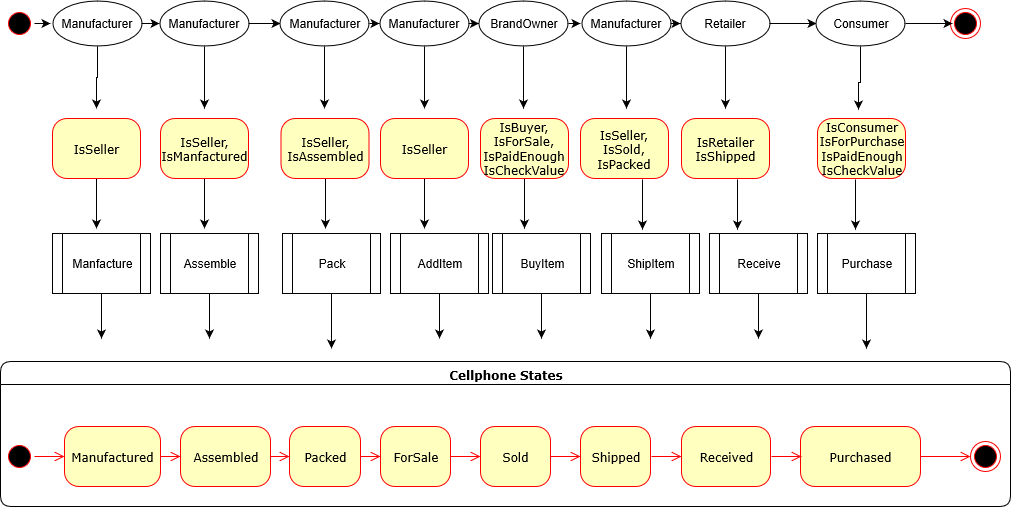 Manufacturer
Manufacturer
Manufacturer
Manufacturer
BrandOwner
Manufacturer
Retailer
Consumer
IsSeller
IsSeller,
IsManfactured
IsSeller,
IsAssembled
IsSeller
IsBuyer,
IsForSale,
IsPaidEnough
IsCheckValue
IsSeller,
IsSold,
IsPacked
IsRetailer
IsShipped
IsConsumer
IsForPurchase
IsPaidEnough
IsCheckValue
Manfacture
Assemble
Pack
AddItem
BuyItem
ShipItem
Receive
Purchase
Cellphone States
Manufactured
Assembled
Packed
ForSale
Sold
Shipped
Received
Purchased